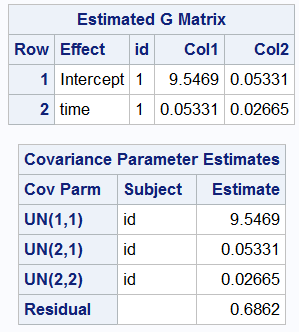 Estimated G Matrix
Row Effect id Col1 Col2
1 Intercept 1 9.5469 0.05331
2 time 1 0.05331 0.02665
Covariance Parameter Estimates
Cov Parm Subject Estimate
UN(1,1) id 9.5469
UN(2,1) id 0.05331
UN(2,2) id 0.02665
Residual 0.6862